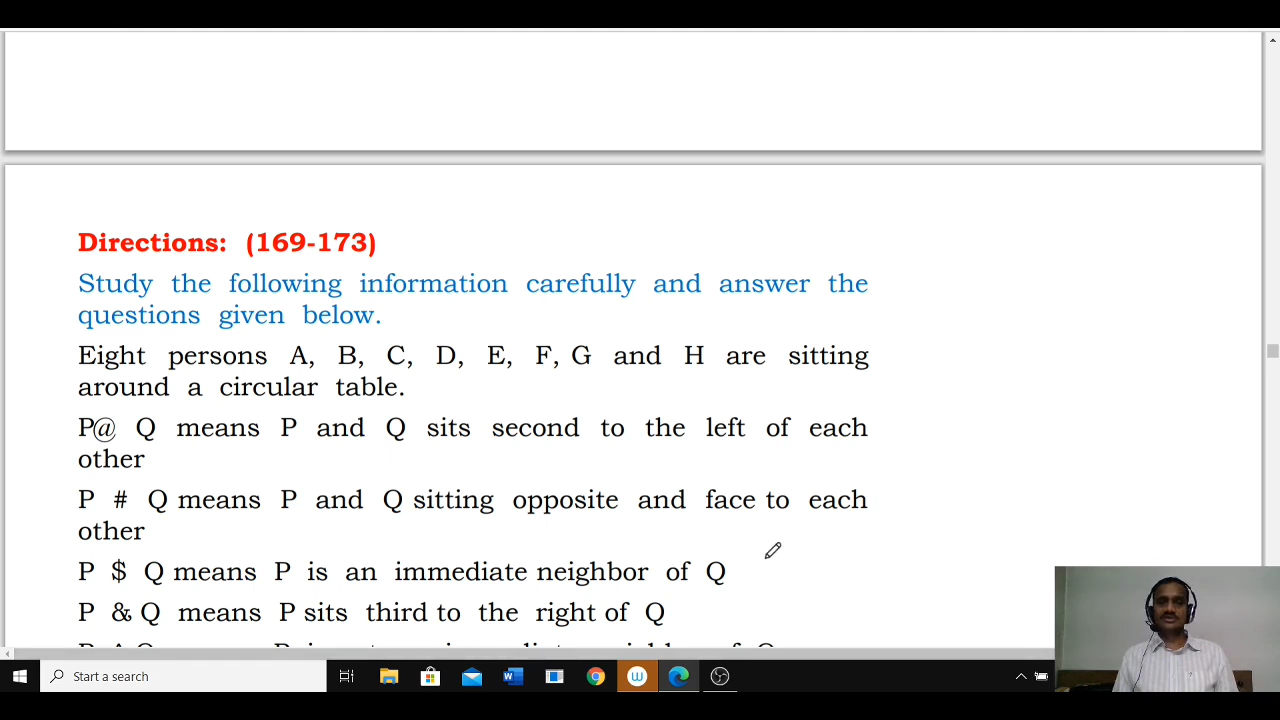 Directions: (169-173)
Study the following information carefully and answer the
questions given below.
Eight persons A, B, C, D, E, F, G and H are sitting
around a circular table.
P@ Q means P and Q sits second to the left of each
other
P # Q means P and Q sitting opposite and face to each
other
P $ Q means P is an immediate neighbor of Q
P & Q means P sits third to the right of Q
Start a search